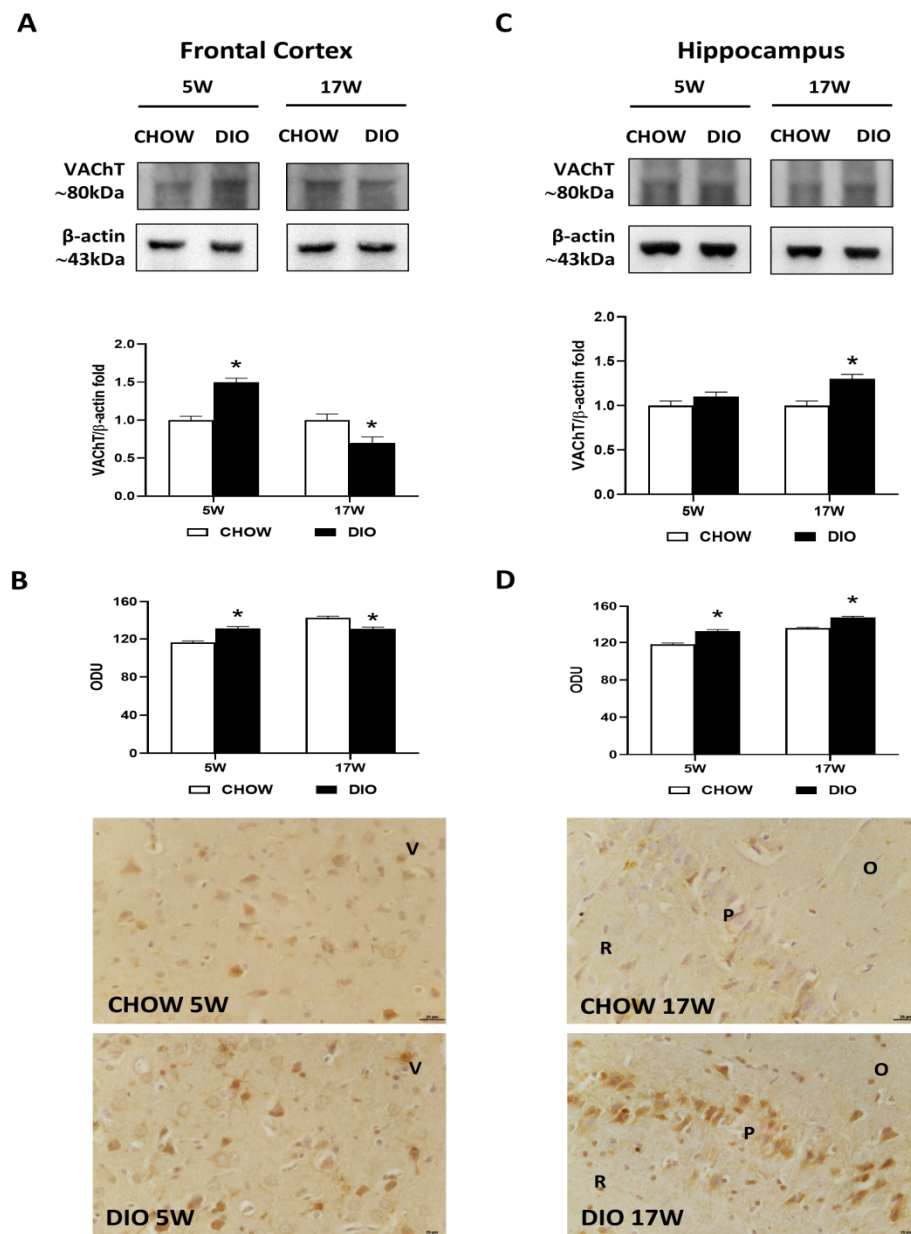 A
Frontal Cortex
5W 17W
CHOW DIO CHOW DIO
VAChT
~80kDa
β-actin
~43kDa
VAChT/β-actin fold
2.0
1.5
1.0
0.5
0.0
*
*
5W 17W
CHOW DIO
B
ODU
160
120
80
40
0
*
*
5W 17W
CHOW DIO
V
CHOW 5W
V
DIO 5W
C
Hippocampus
5W 17W
CHOW DIO CHOW DIO
VAChT
~80kDa
β-actin
~43kDa
VAChT/β-actin fold
2.0
1.5
1.0
0.5
0.0
*
5W 17W
CHOW DIO
D
ODU
160
120
80
40
0
*
*
5W 17W
CHOW DIO
O
P
R
CHOW 17W
O
P
R
DIO 17W